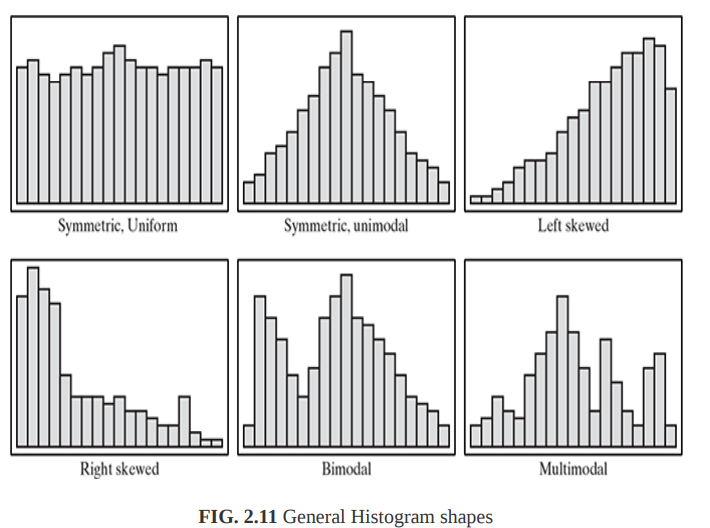 Symmetric, Uniform
Symmetric, unimodal
Left skewed
Right skewed
Bimodal
Multimodal
FIG. 2.11 General Histogram shapes